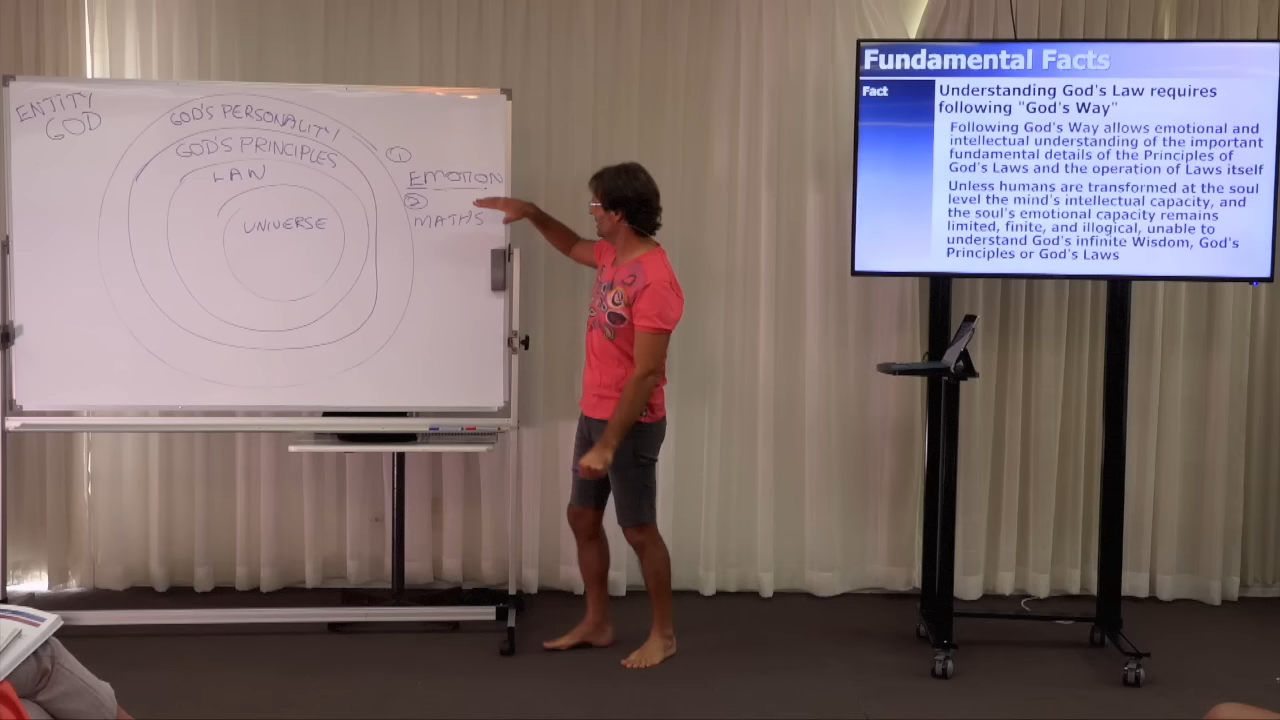 ENTITY
GOD
GOD'S PERSONALITY
GOD'S PRINCIPLES
LAW
UNIVERSE
1
EMOTION
2
MATHS
Fundamental Facts
Fact
Understanding God's Law requires
following "God's Way"
Following God's Way allows emotional and
intellectual understanding of the important
fundamental details of the Principles of
God's Laws and the operation of Laws itself
Unless humans are transformed at the soul
level the mind's intellectual capacity, and
the soul's emotional capacity remains
limited, finite, and illogical, unable to
understand God's infinite Wisdom, God's
Principles or God's Laws